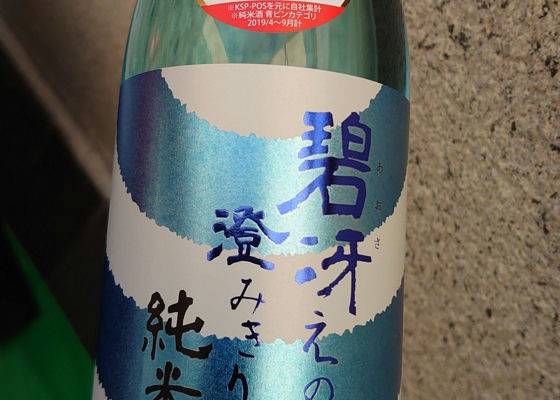 ※KSP-POSを元に自社集計
※純米酒 青ビンカテゴリ
2019/4〜9月計
碧冴えの
あおさ
澄みきり
純米